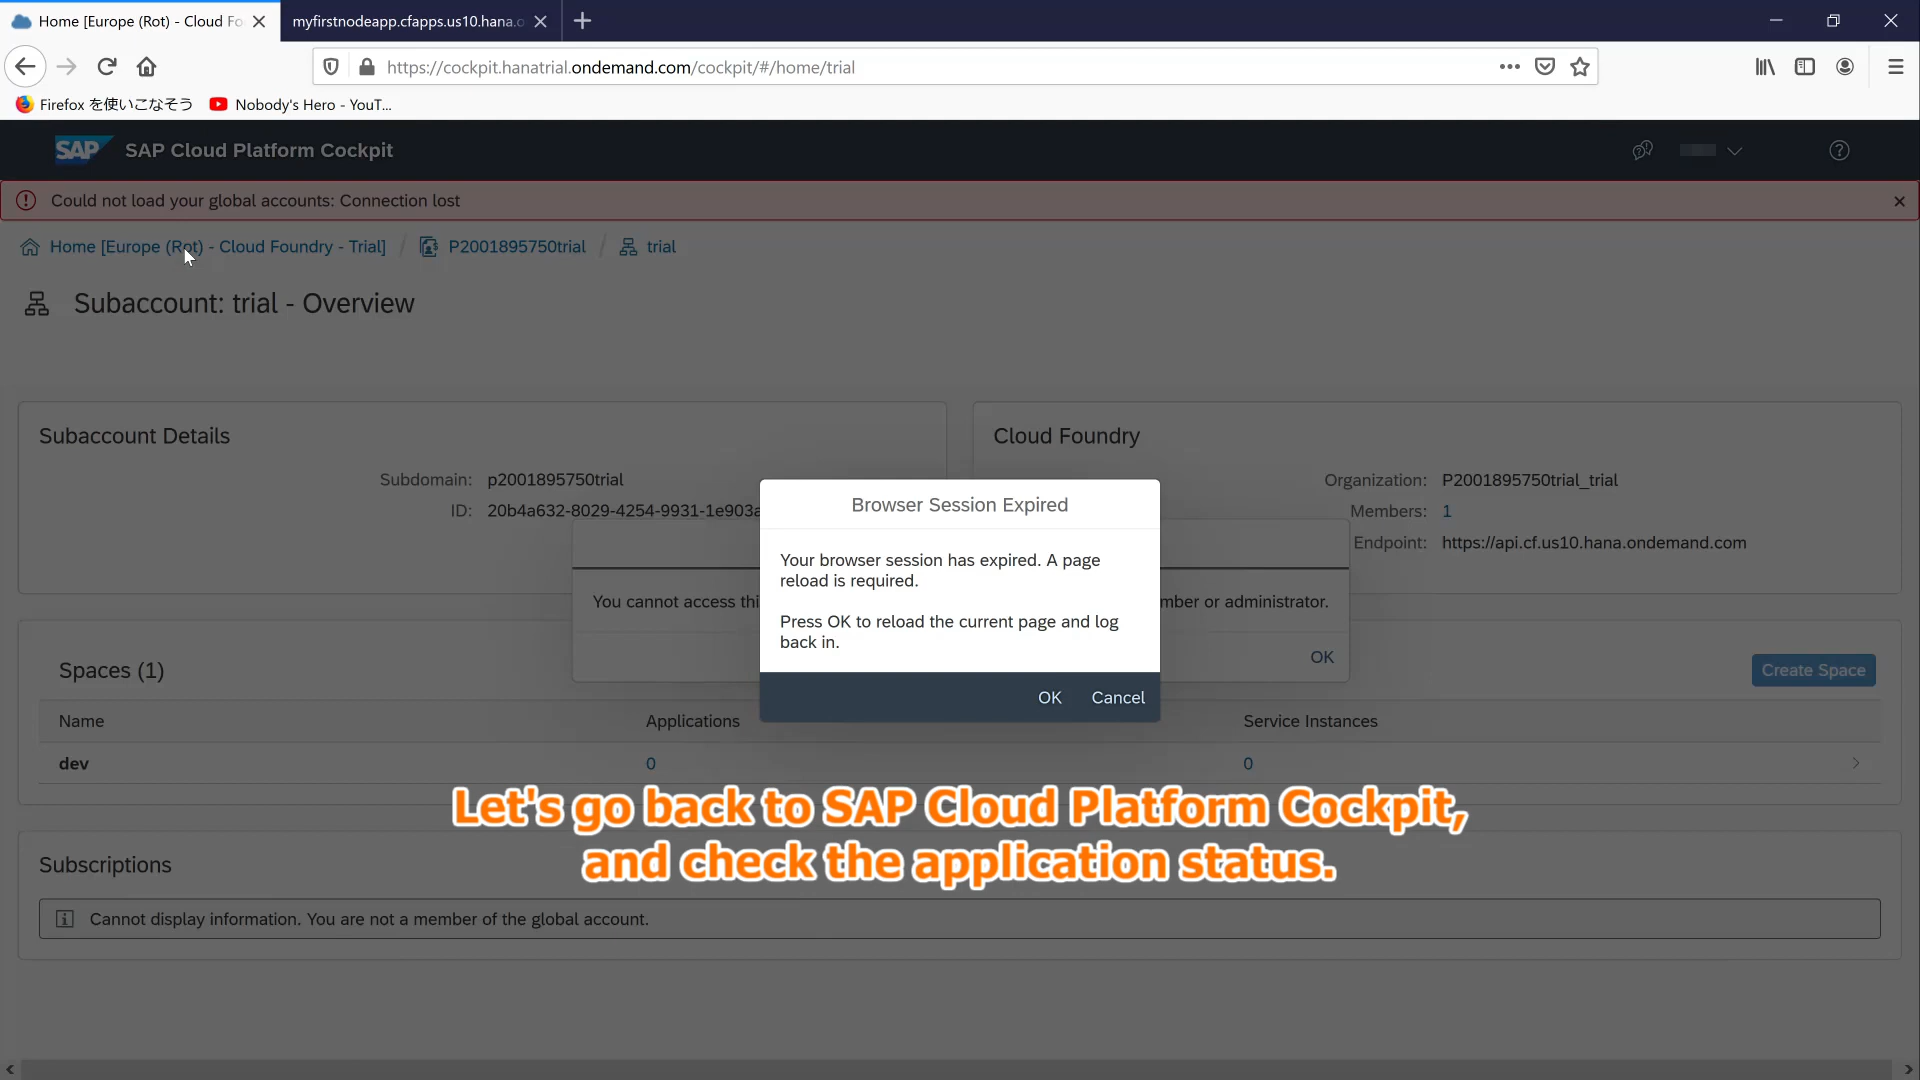 Home [Europe (Rot) - Cloud Fo
myfirstnodeapp.cfapps.us10.hana.o
https://cockpit.hanatrial.ondemand.com/cockpit/#/home/trial
Firefox を使いこなそう
Nobody's Hero - YouT...
SAP
SAP Cloud Platform Cockpit
Could not load your global accounts: Connection lost
Home [Europe (Rot) - Cloud Foundry - Trial] / P2001895750trial / trial
Subaccount: trial - Overview
Subaccount Details
Subdomain: p2001895750trial
ID: 20b4a632-8029-4254-9931-1e903a
Cloud Foundry
Organization: P2001895750trial_trial
Members: 1
Endpoint: https://api.cf.us10.hana.ondemand.com
You cannot access thi
mber or administrator.
OK
Browser Session Expired
Your browser session has expired. A page
reload is required.
Press OK to reload the current page and log
back in.
OK Cancel
Spaces (1)
Create Space
Name Applications Service Instances
dev 0 0
Let's go back to SAP Cloud Platform Cockpit,
and check the application status.
Subscriptions
Cannot display information. You are not a member of the global account.